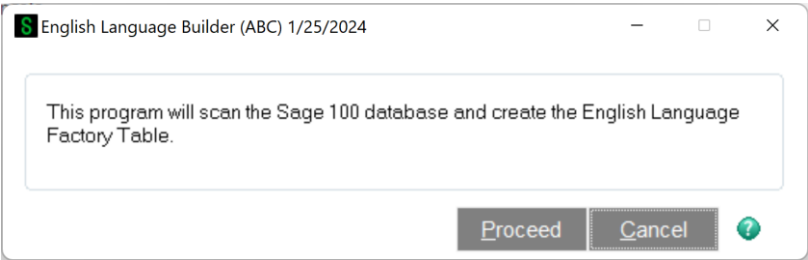 S English Language Builder (ABC) 1/25/2024
This program will scan the Sage 100 database and create the English Language
Factory Table.
Proceed Cancel ?